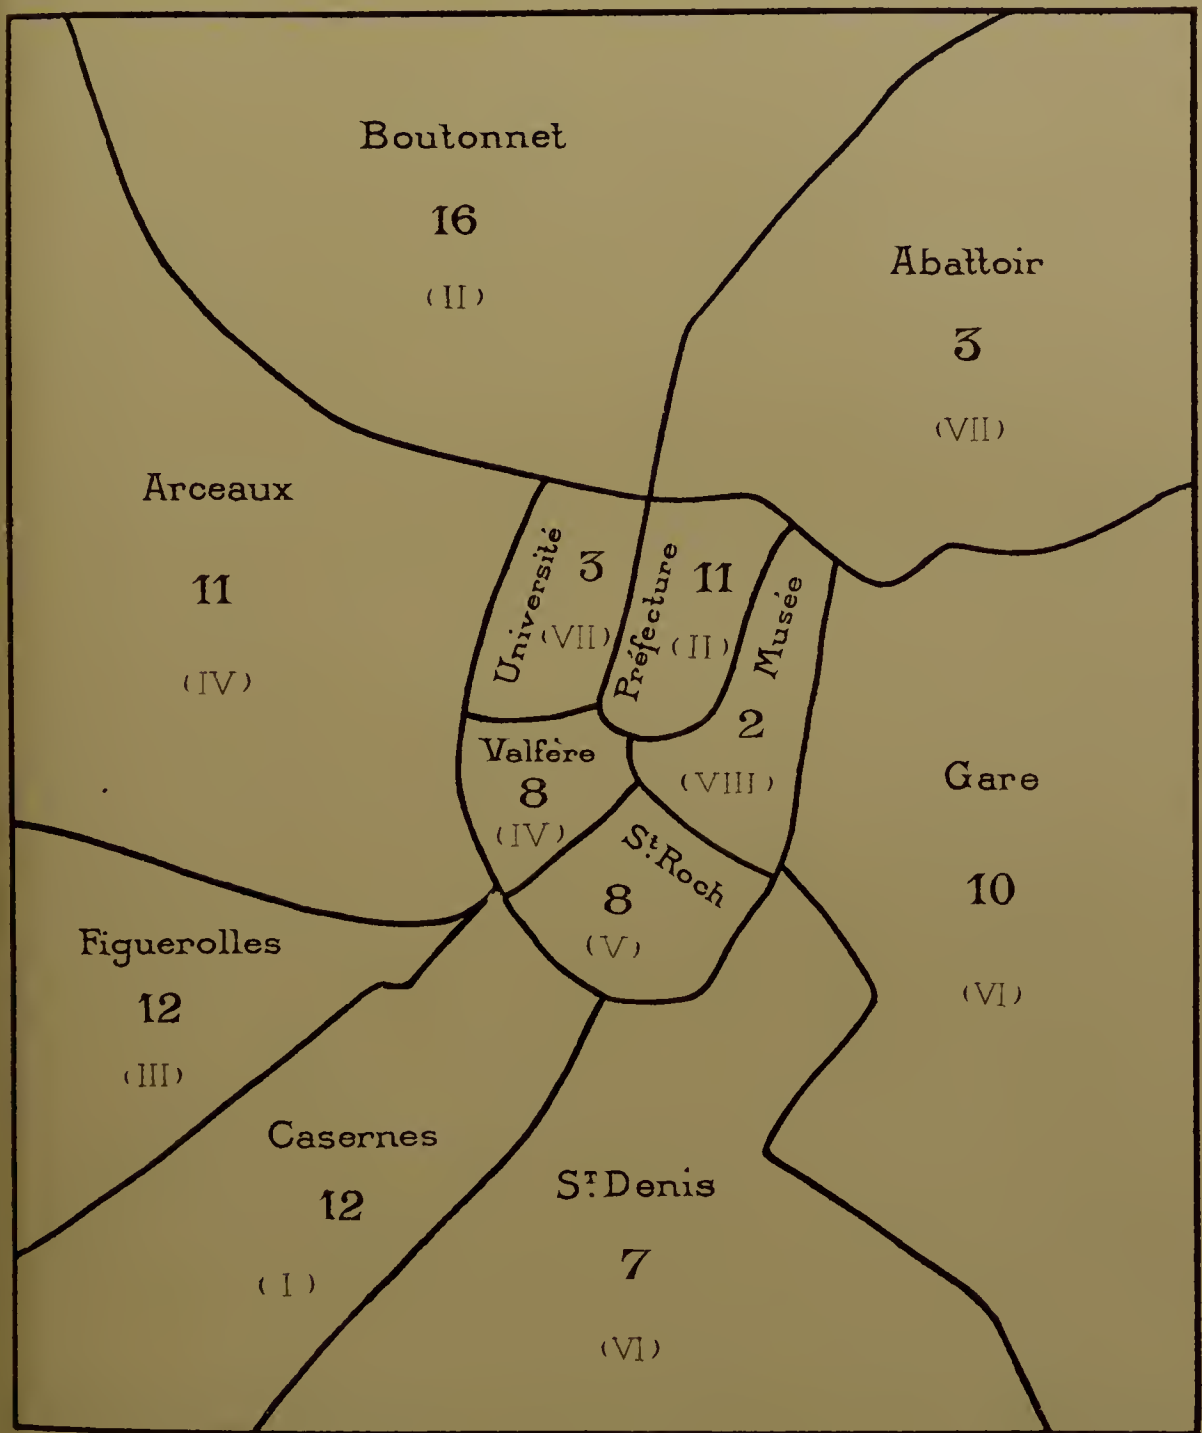 Boutonnet
16
(II)
Abattoir
3
(VII)
Arceaux
11
(IV)
Université
3
(VII)
Préfecture
11
(II)
Musée
2
(VIII)
Valfère
8
(IV)
St. Roch
8
(V)
Gare
10
(VI)
Figuerolles
12
(III)
Casernes
12
(I)
ST. Denis
7
(VI)